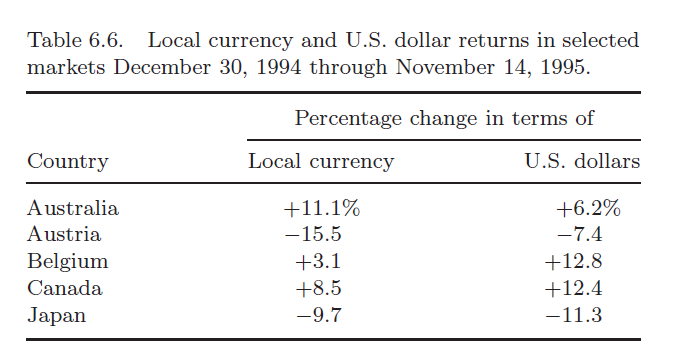 Table 6.6. Local currency and U.S. dollar returns in selected
markets December 30, 1994 through November 14, 1995.
Percentage change in terms of
Country Local currency U.S. dollars
Australia +11.1% +6.2%
Austria −15.5 −7.4
Belgium +3.1 +12.8
Canada +8.5 +12.4
Japan −9.7 −11.3